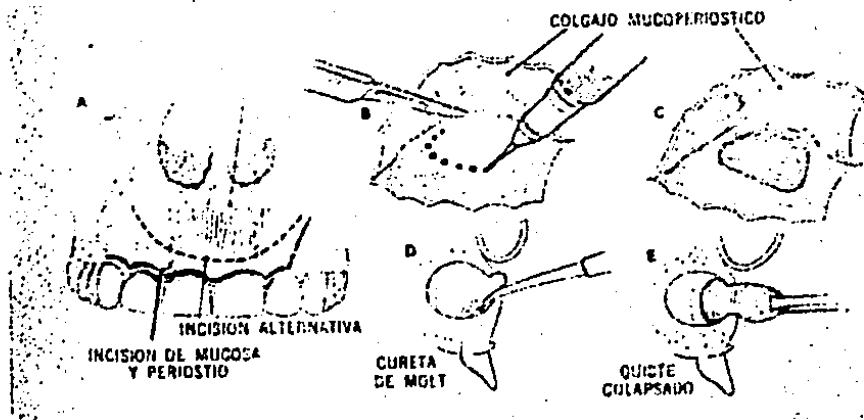 COLGAJO MUCOPERIOSTICO
A
B
C
INCISION ALTERNATIVA
INCISION DE MUCOSA
Y PERIOSTIO
D
CURETA
DE MOLT
E
QUISTE
COLAPSADO